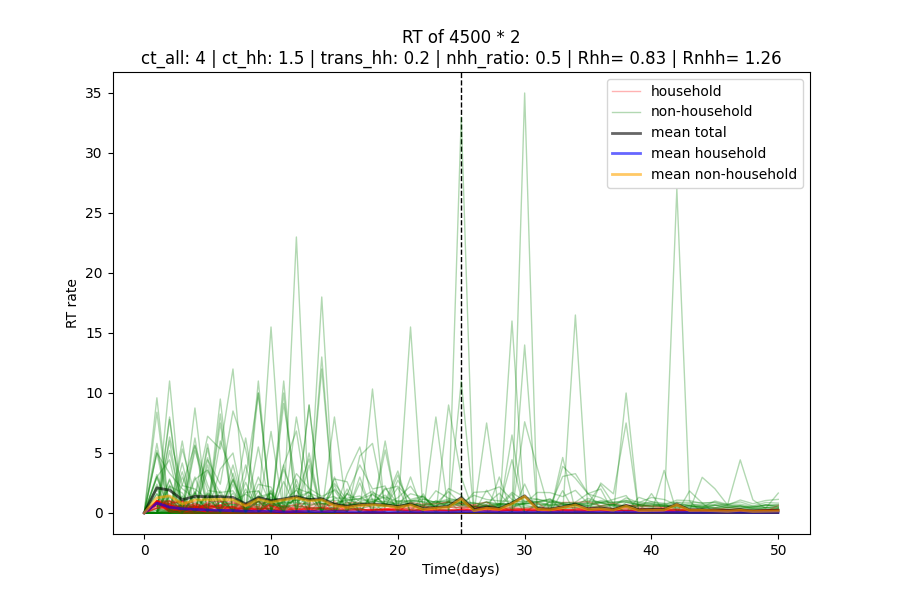 RT of 4500 * 2
ct_all: 4 | ct_hh: 1.5 | trans_hh: 0.2 | nhh_ratio: 0.5 | Rhh= 0.83 | Rnhh= 1.26
household
non-household
mean total
mean household
mean non-household
35
30
25
20
15
10
5
0
RT rate
0 10 20 30 40 50
Time(days)